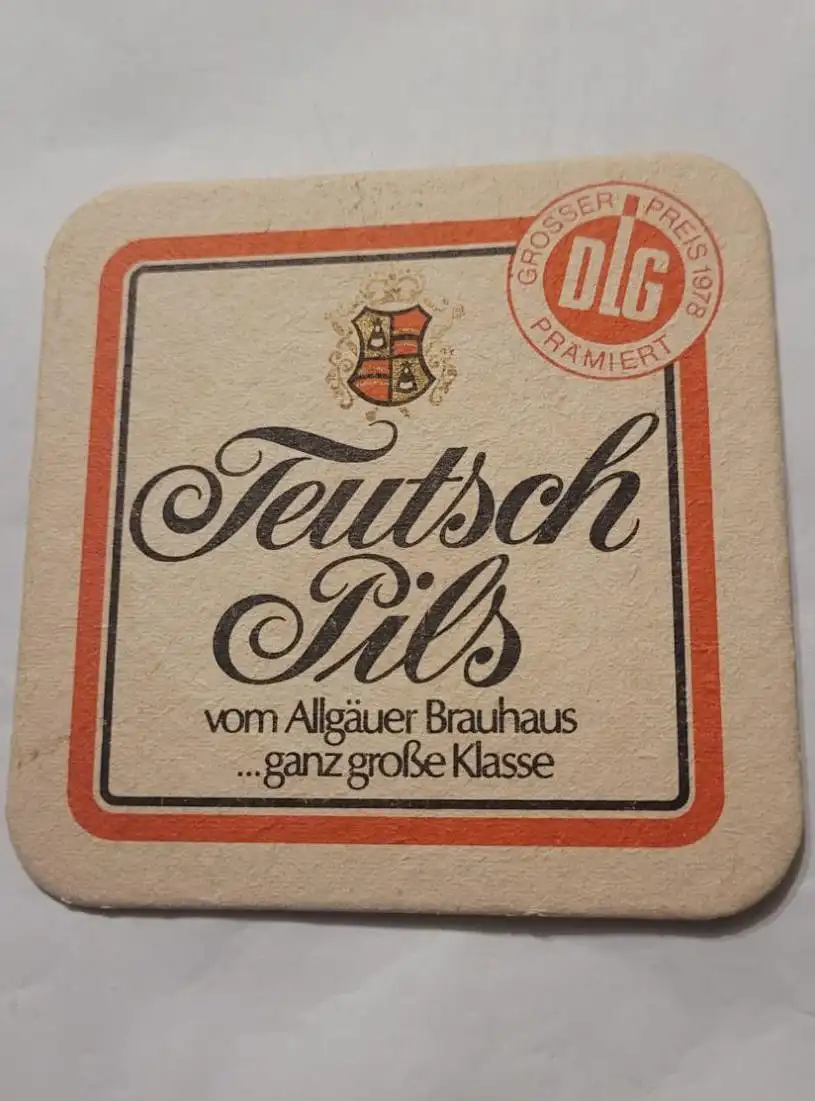 GROSSER PREIS 1978
DLG
PRÄMIERT
Teutsch
Pils
vom Allgäuer Brauhaus
...ganz große Klasse